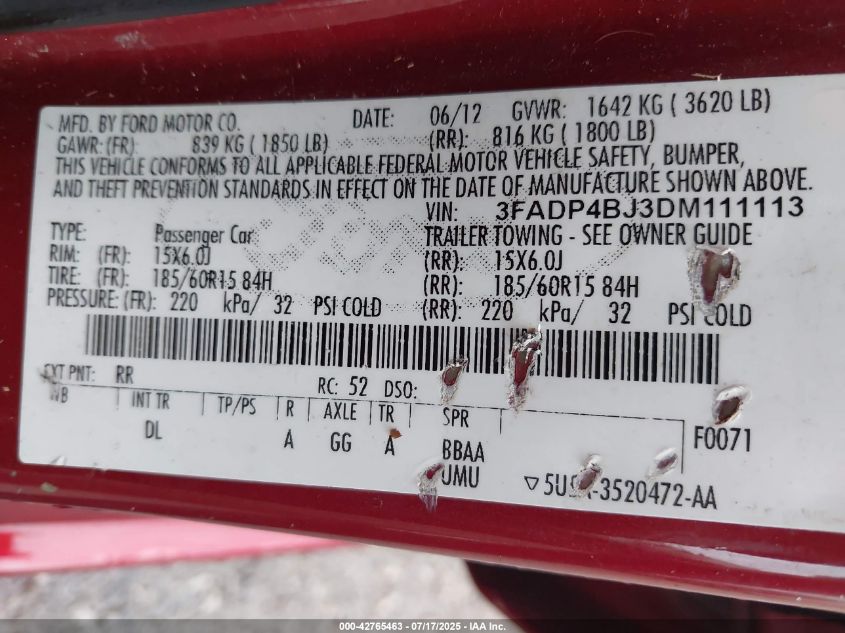 MFD. BY FORD MOTOR CO. DATE: 06/12 GVWR: 1642 KG ( 3620 LB)
GAWR: (FR): 839 KG ( 1850 LB) (RR): 816 KG ( 1800 LB)
THIS VEHICLE CONFORMS TO ALL APPLICABLE FEDERAL MOTOR VEHICLE SAFETY, BUMPER,
AND THEFT PREVENTION STANDARDS IN EFFECT ON THE DATE OF MANUFACTURE SHOWN ABOVE.
VIN: 3FADP4BJ3DM111113
TYPE: Passenger Car TRAILER TOWING - SEE OWNER GUIDE
RIM: (FR): 15X6.0J (RR): 15X6.0J
TIRE: (FR): 185/60R15 84H (RR): 185/60R15 84H
PRESSURE: (FR): 220 kPa/ 32 PSI COLD (RR): 220 kPa/ 32 PSI COLD
EXT PNT: RR RC: 52 DSO:
WB INT TR TP/PS R AXLE TR SPR
DL A GG A BBAA F0071
UMU
-3520472-AA
000-42765463 - 07/17/2025 - IAA Inc.